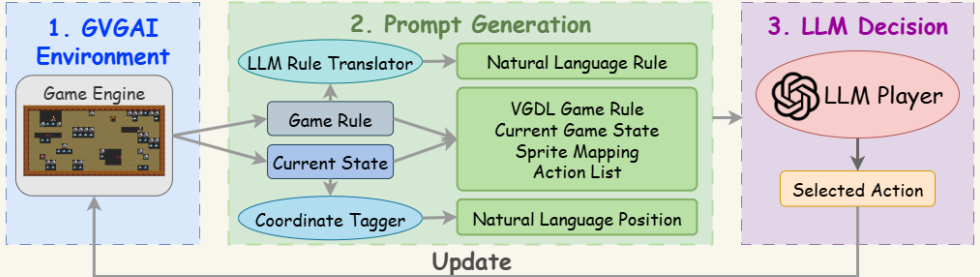 1. GVGAI
Environment
Game Engine
2. Prompt Generation
LLM Rule Translator
Natural Language Rule
Game Rule
Current State
VGDL Game Rule
Current Game State
Sprite Mapping
Action List
Coordinate Tagger
Natural Language Position
3. LLM Decision
LLM Player
Selected Action
Update